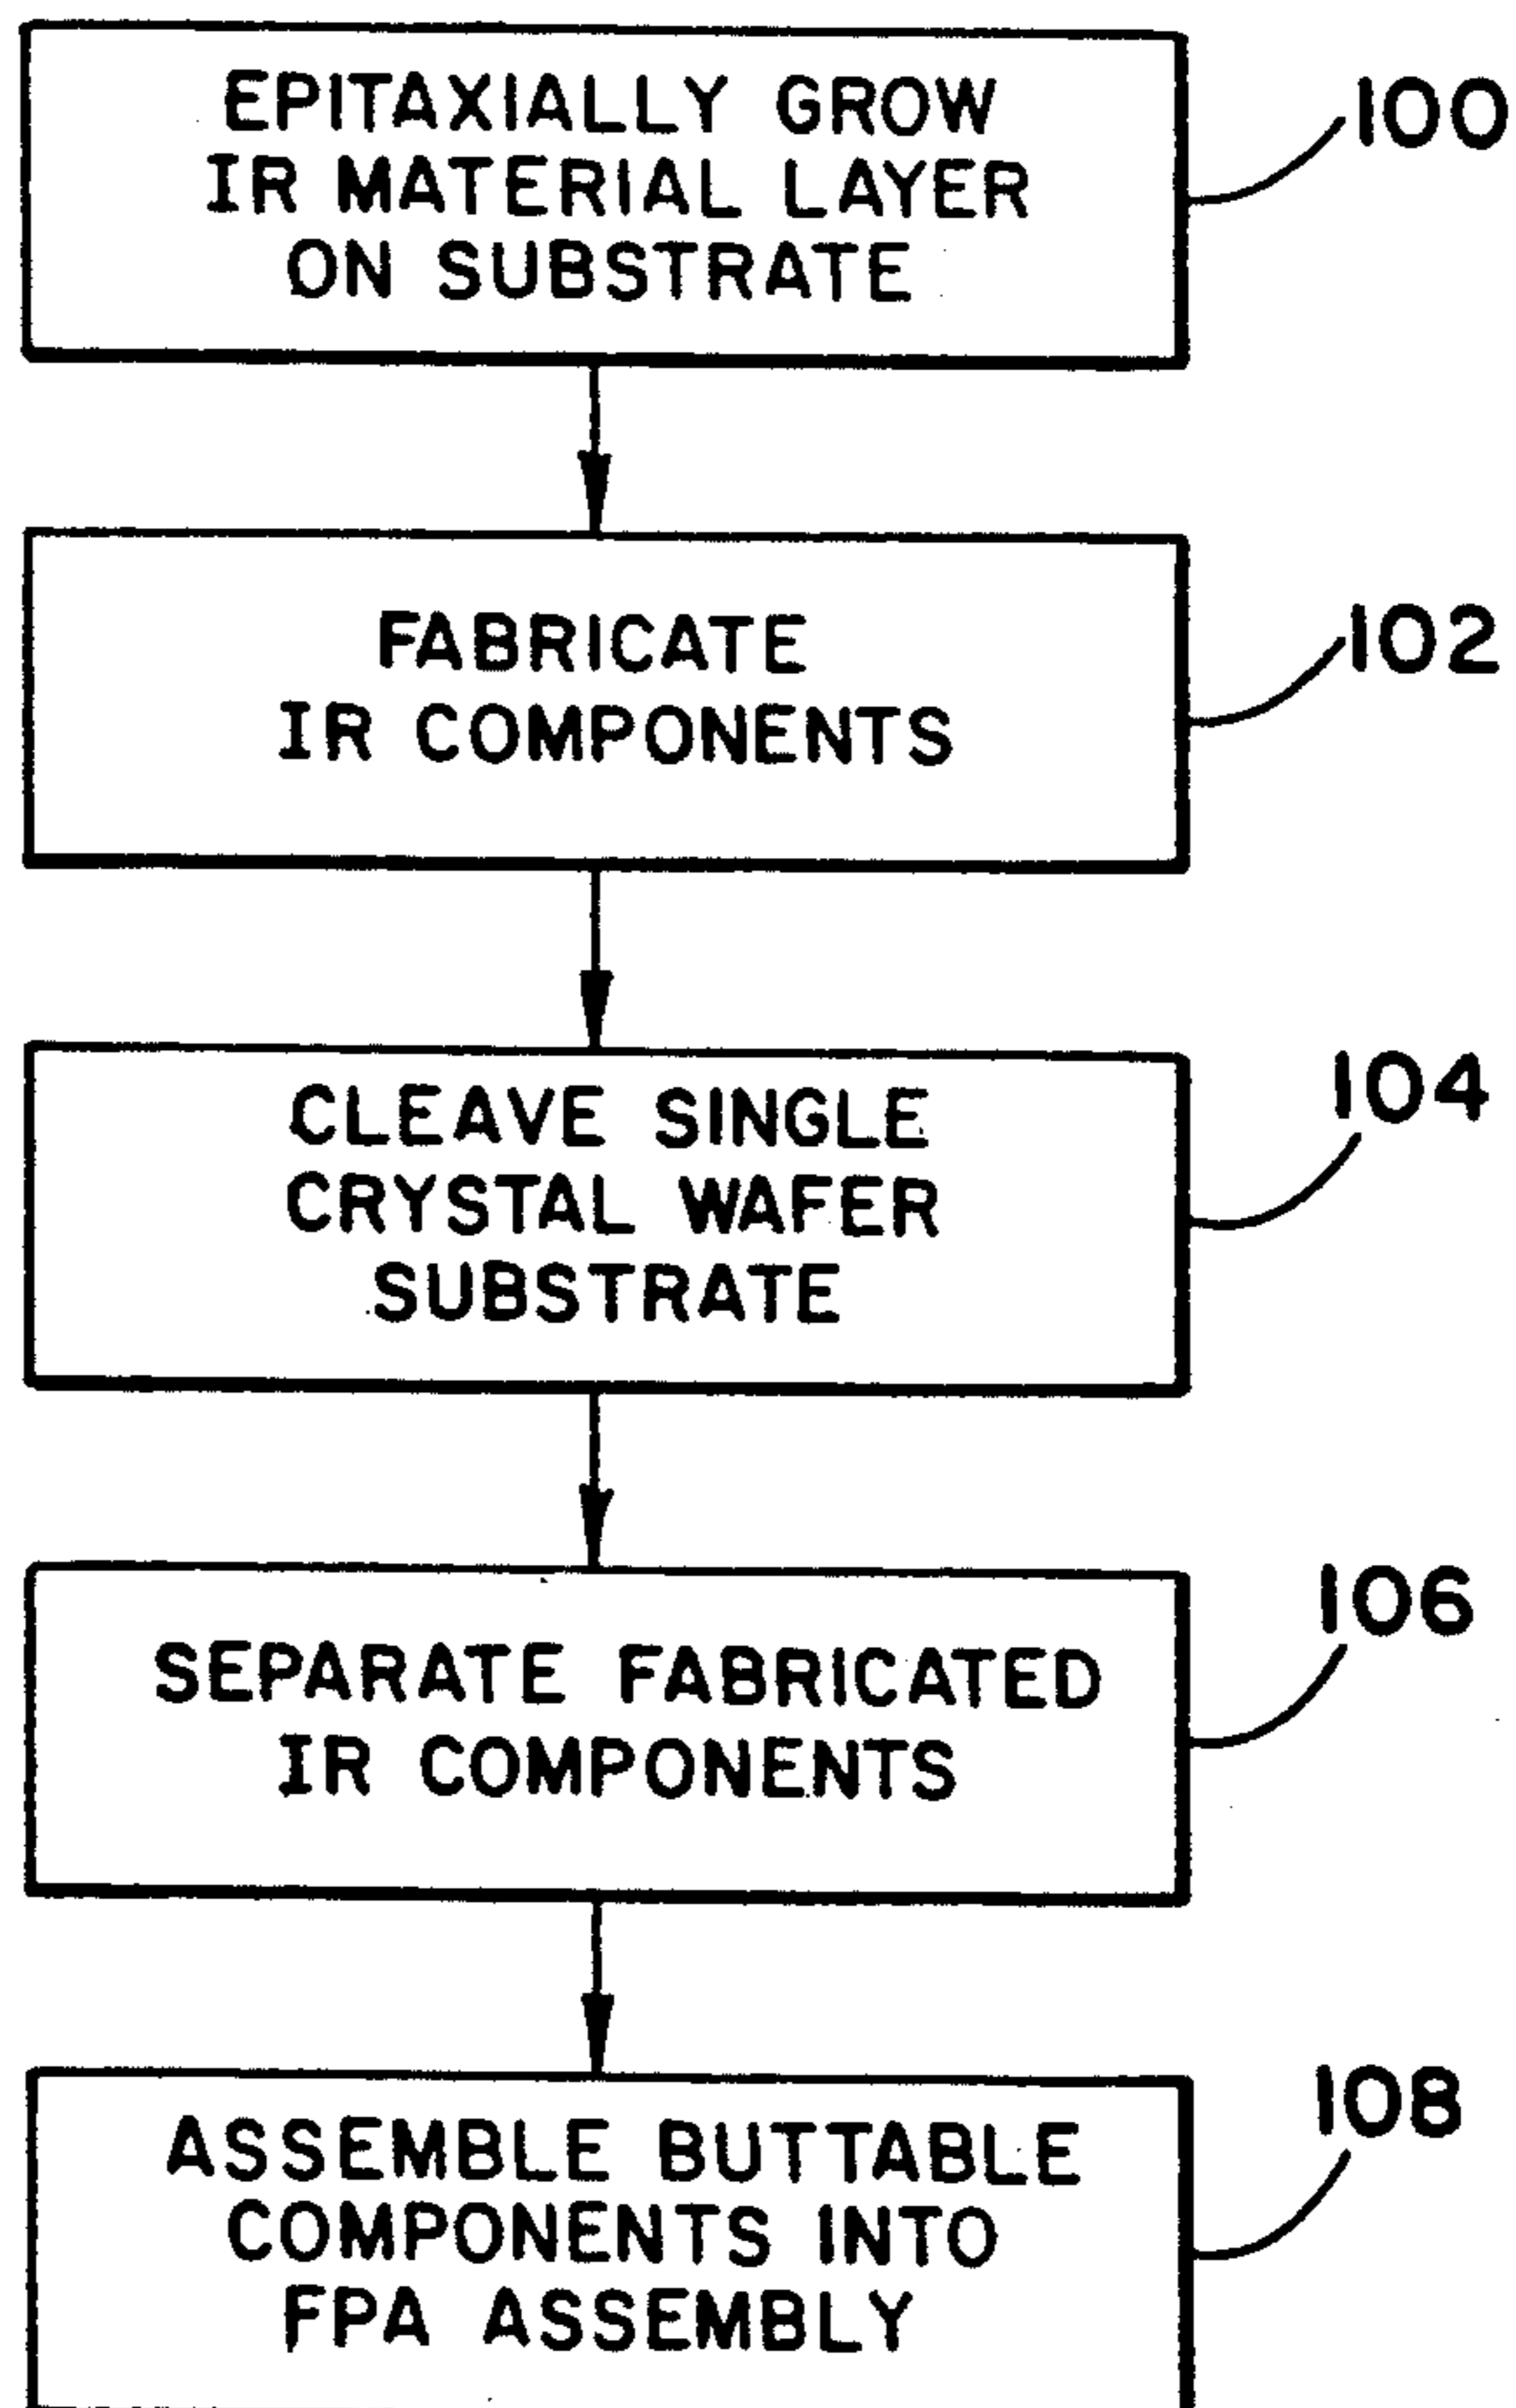 EPITAXIALLY GROW
IR MATERIAL LAYER
ON SUBSTRATE
100
FABRICATE
IR COMPONENTS
102
CLEAVE SINGLE
CRYSTAL WAFER
SUBSTRATE
104
SEPARATE FABRICATED
IR COMPONENTS
106
ASSEMBLE BUTTABLE
COMPONENTS INTO
FPA ASSEMBLY
108